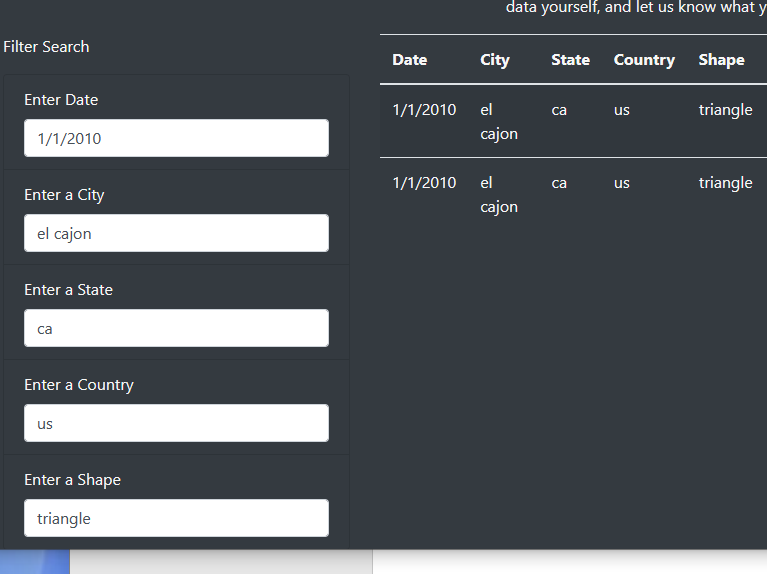 data yourself, and let us know what y
Filter Search
Enter Date
1/1/2010
Enter a City
el cajon
Enter a State
ca
Enter a Country
us
Enter a Shape
triangle
Date City State Country Shape
1/1/2010 el cajon ca us triangle
1/1/2010 el cajon ca us triangle